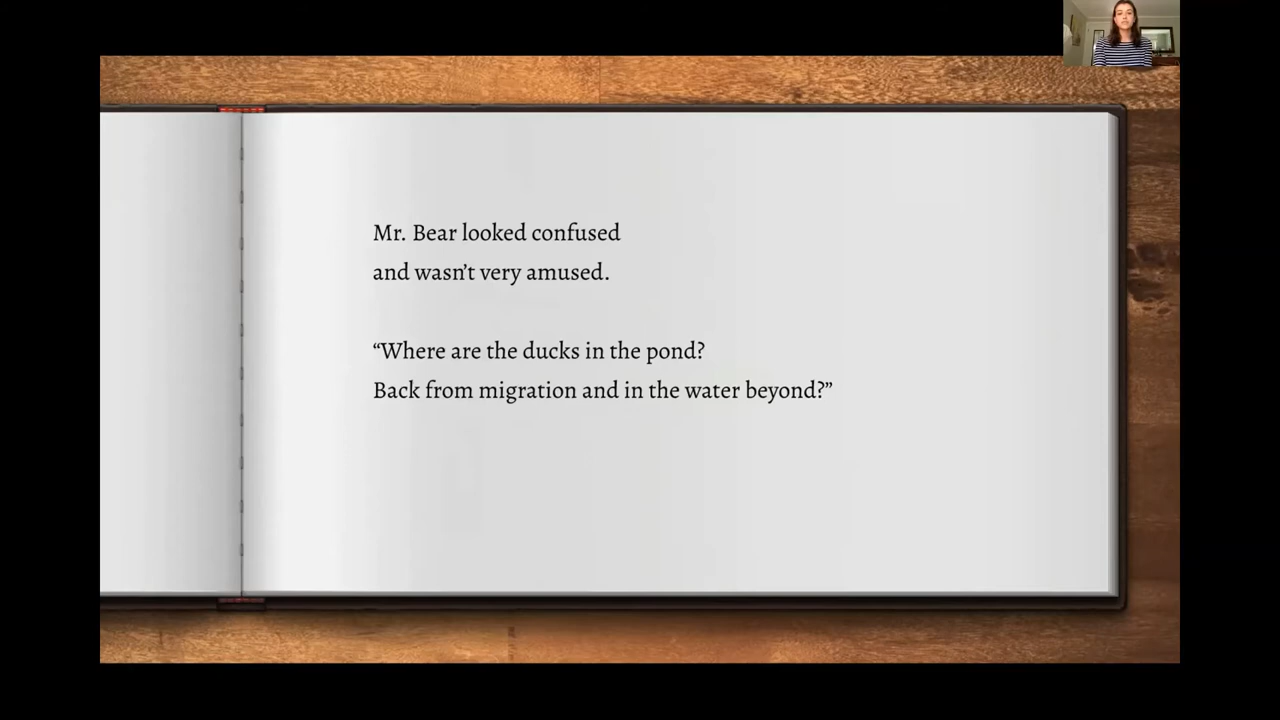 Mr. Bear looked confused
and wasn’t very amused.
“Where are the ducks in the pond?
Back from migration and in the water beyond?”